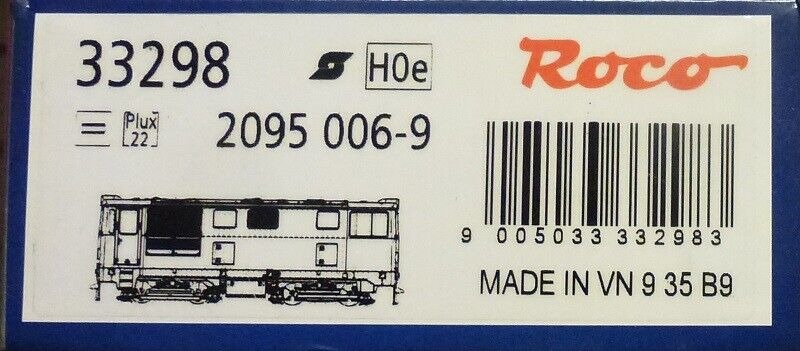 33298 H0e Roco
Plux 22 2095 006-9
9 005033 332983
MADE IN VN 9 35 B9